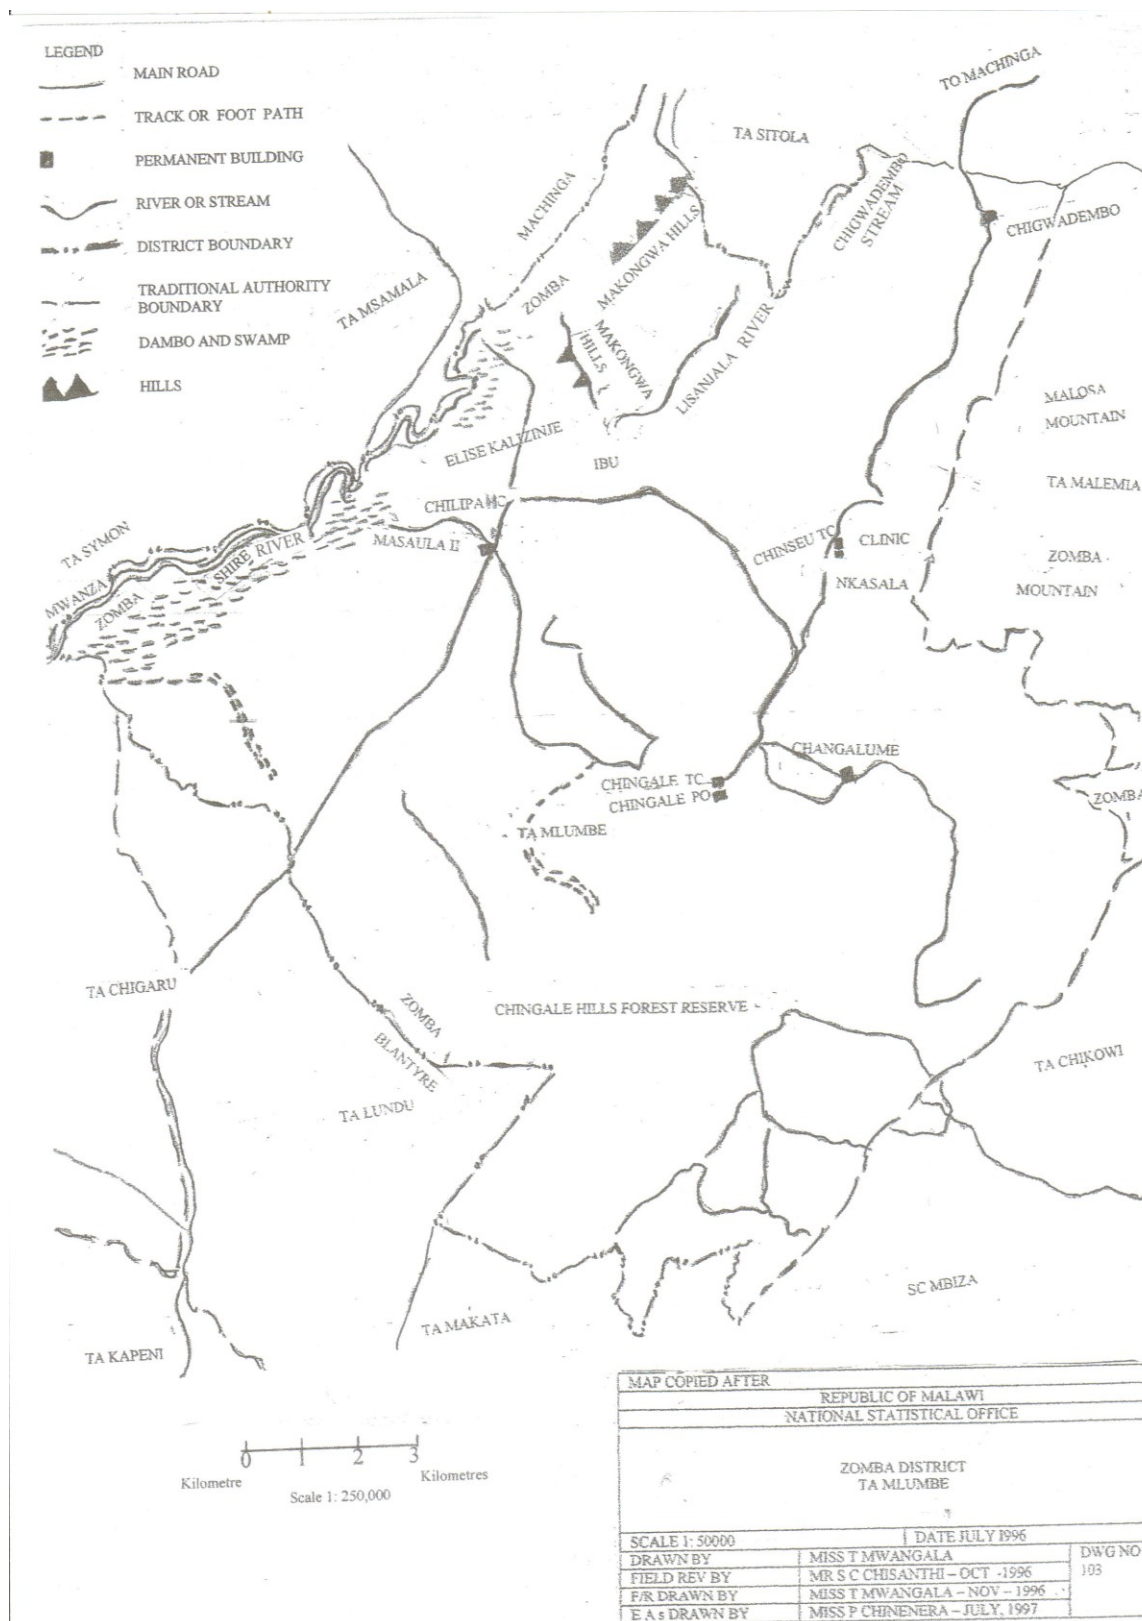 LEGEND
MAIN ROAD
TRACK OR FOOT PATH
PERMANENT BUILDING
RIVER OR STREAM
DISTRICT BOUNDARY
TRADITIONAL AUTHORITY
BOUNDARY
DAMBO AND SWAMP
HILLS
TO MACHINGA
TA SITOLA
MACHINGA
ZOMBA
MAKONGWA HILLS
CHIGWADEMBO
STREAM
CHIGWADEMBO
TA MSAMALA
MAKONGWA
HILLS
LISANJALA RIVER
MALOSA
MOUNTAIN
ELISE KALIZINJE
IBU
TA MALEMIA
CHILIPA HC
MASAULA II
CHINSEU TC
CLINIC
NKASALA
ZOMBA
MOUNTAIN
TA SYMON
MWANZA
ZOMBA
SHIRE RIVER
CHANGALUME
CHINGALE TC
CHINGALE PO
ZOMBA
TA MLUMBE
TA CHIGARU
ZOMBA
BLANTYRE
CHINGALE HILLS FOREST RESERVE
TA CHIKOWI
TA LUNDU
SC MBIZA
TA MAKATA
TA KAPENI
0 1 2 3
Kilometre
Kilometres
Scale 1: 250,000
MAP COPIED AFTER
REPUBLIC OF MALAWI
NATIONAL STATISTICAL OFFICE
ZOMBA DISTRICT
TA MLUMBE
SCALE 1: 50000 DATE JULY 1996
DRAWN BY MISS T MWANGALA DWG NO
FIELD REV BY MR S C CHISANTHI – OCT -1996 103
F/R DRAWN BY MISS T MWANGALA – NOV – 1996
E A s DRAWN BY MISS P CHINENERA – JULY, 1997